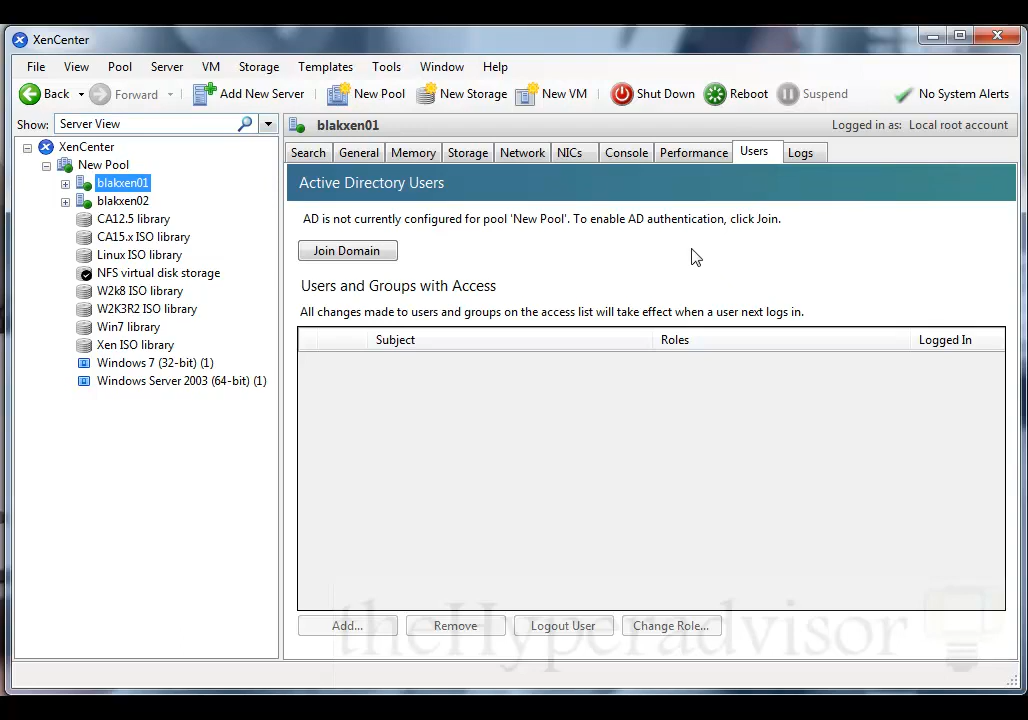 XenCenter
File View Pool Server VM Storage Templates Tools Window Help
Back Forward Add New Server New Pool New Storage New VM Shut Down Reboot Suspend No System Alerts
Show: Server View
blakxen01 Logged in as: Local root account
Search General Memory Storage Network NICs Console Performance Users Logs
XenCenter
New Pool
blakxen01
blakxen02
CA12.5 library
CA15.x ISO library
Linux ISO library
NFS virtual disk storage
W2k8 ISO library
W2K3R2 ISO library
Win7 library
Xen ISO library
Windows 7 (32-bit) (1)
Windows Server 2003 (64-bit) (1)
Active Directory Users
AD is not currently configured for pool 'New Pool'. To enable AD authentication, click Join.
Join Domain
Users and Groups with Access
All changes made to users and groups on the access list will take effect when a user next logs in.
Subject Roles Logged In
Add... Remove Logout User Change Role...
theHyperadvisor